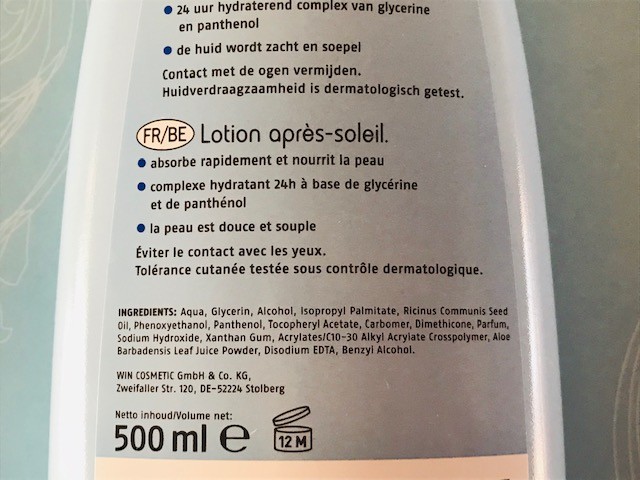 • 24 uur hydraterend complex van glycerine
en panthenol
• de huid wordt zacht en soepel
Contact met de ogen vermijden.
Huidverdraagzaamheid is dermatologisch getest.
FR/BE Lotion après-soleil.
• absorbe rapidement et nourrit la peau
• complexe hydratant 24h à base de glycérine
et de panthénol
• la peau est douce et souple
Éviter le contact avec les yeux.
Tolérance cutanée testée sous contrôle dermatologique.
INGREDIENTS: Aqua, Glycerin, Alcohol, Isopropyl Palmitate, Ricinus Communis Seed
Oil, Phenoxyethanol, Panthenol, Tocopheryl Acetate, Carbomer, Dimethicone, Parfum,
Sodium Hydroxide, Xanthan Gum, Acrylates/C10-30 Alkyl Acrylate Crosspolymer, Aloe
Barbadensis Leaf Juice Powder, Disodium EDTA, Benzyl Alcohol.
WIN COSMETIC GmbH & Co. KG,
Zweifaller Str. 120, DE-52224 Stolberg
Netto inhoud/Volume net:
500 ml ℮ 12 M